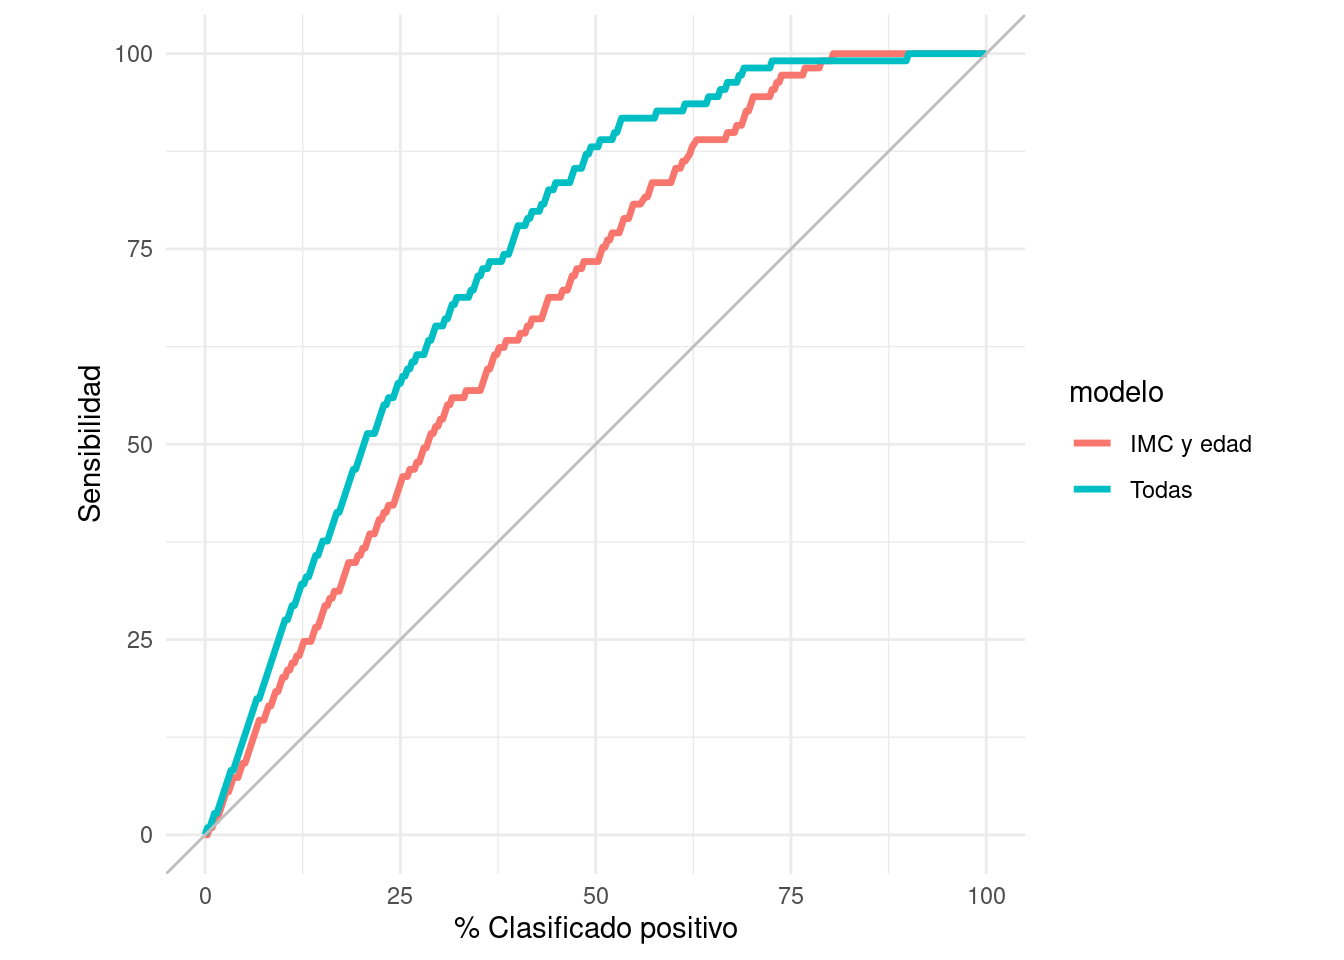 100
75
50
25
0
Sensibilidad
0 25 50 75 100
% Clasificado positivo
modelo
IMC y edad
Todas